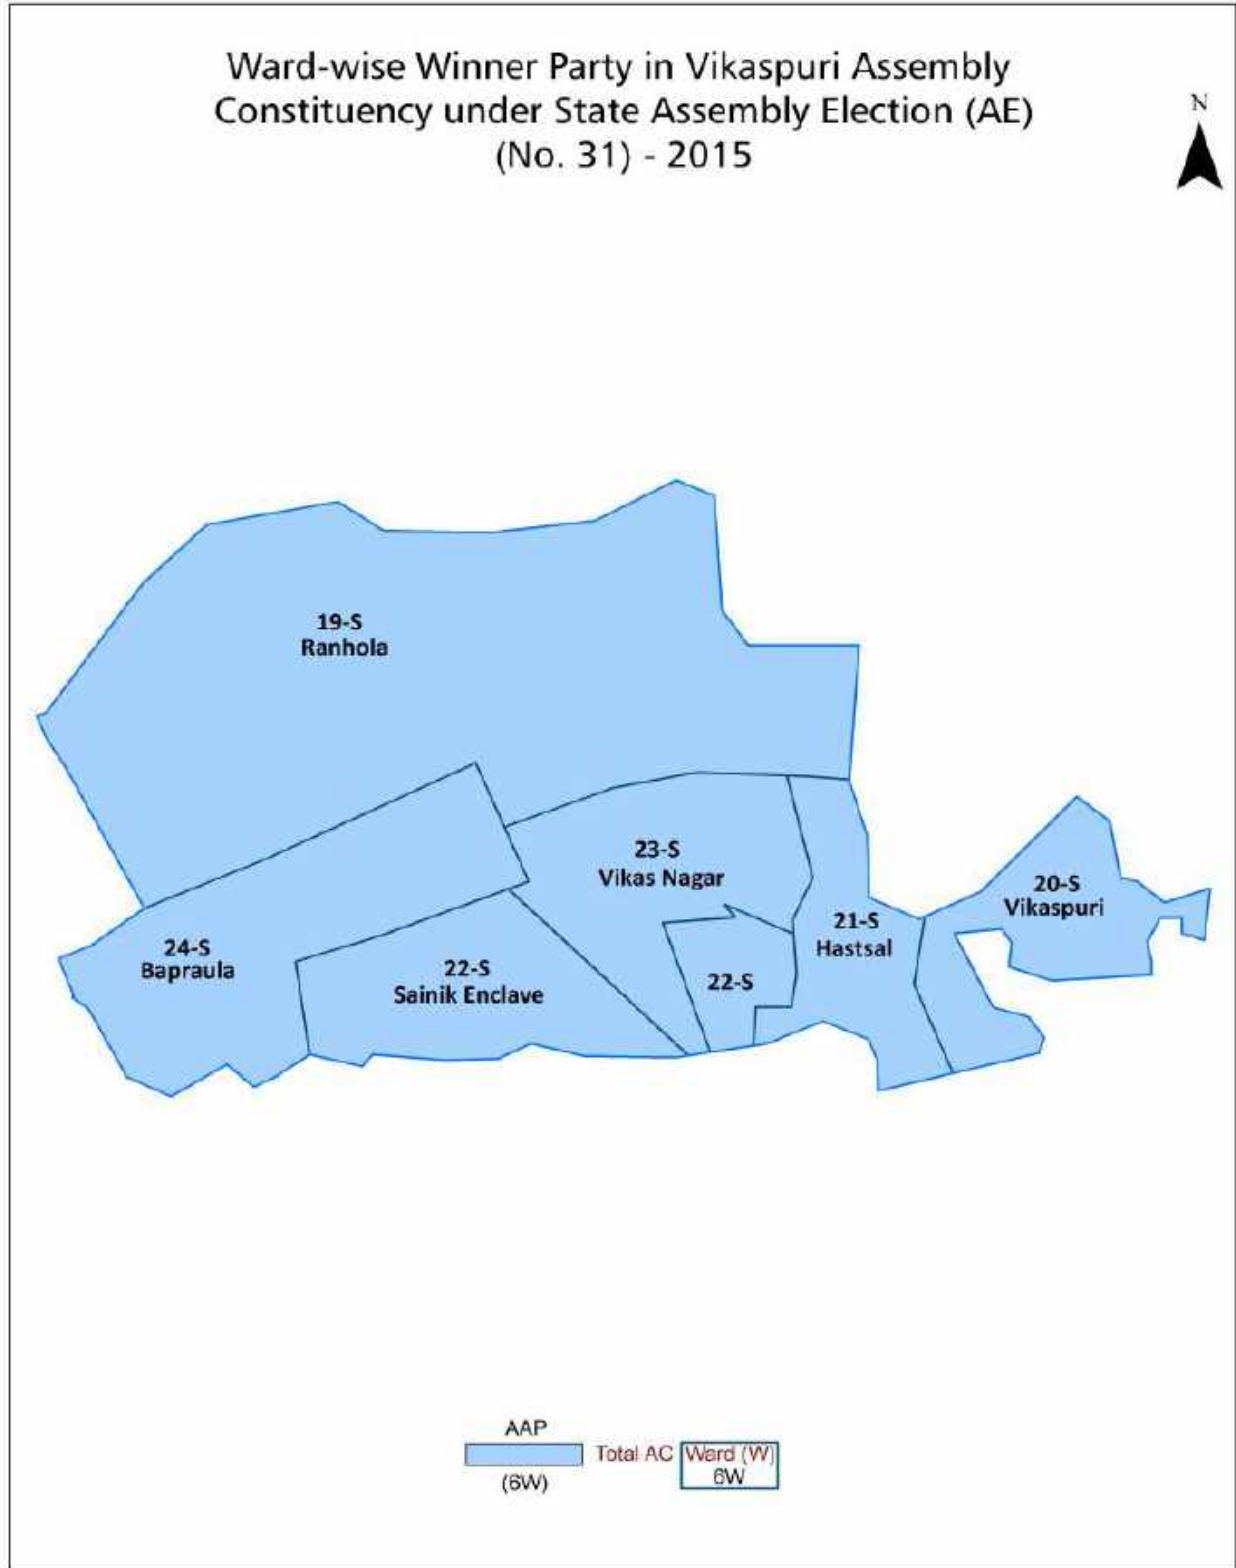 Ward-wise Winner Party in Vikaspuri Assembly
Constituency under State Assembly Election (AE)
(No. 31) - 2015
N
19-S
Ranhola
23-S
Vikas Nagar
20-S
Vikaspuri
21-S
Hastsal
24-S
Bapraula
22-S
Sainik Enclave
22-S
AAP
(6W)
Total AC
Ward (W)
6W